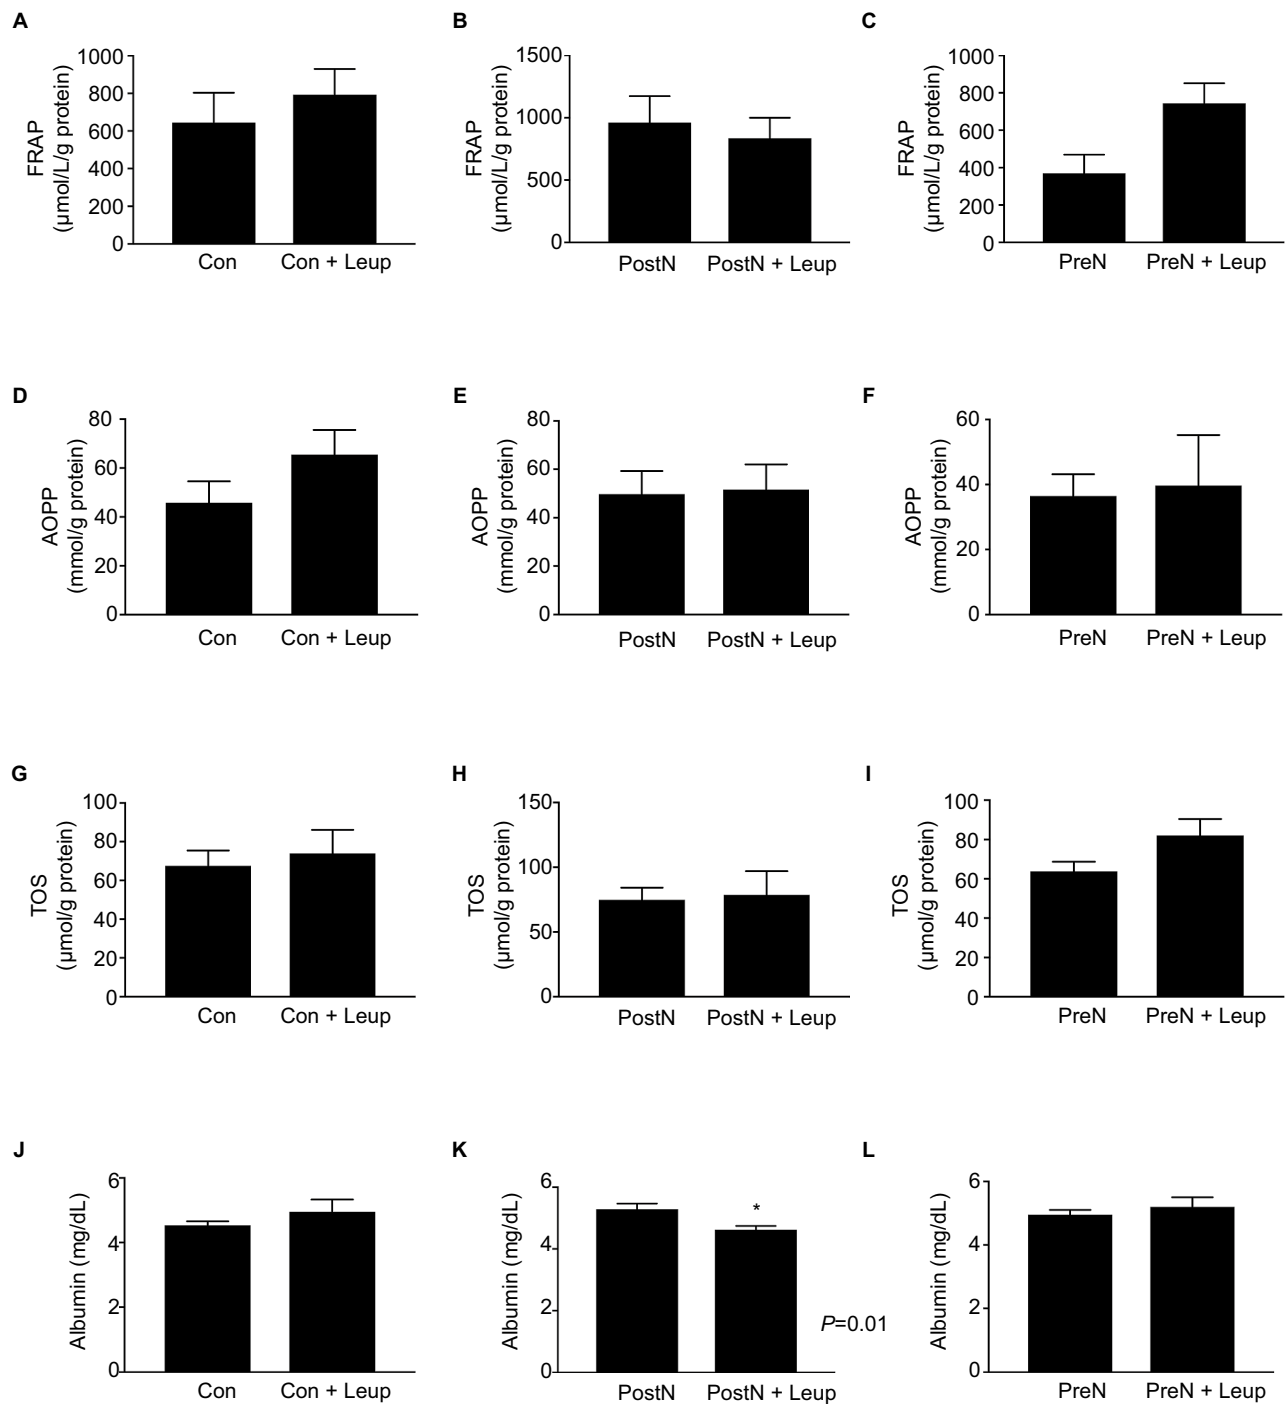 A
FRAP
(µmol/L/g protein)
1000
800
600
400
200
0
Con
Con + Leup
B
FRAP
(µmol/L/g protein)
1500
1000
500
0
PostN
PostN + Leup
C
FRAP
(µmol/L/g protein)
1000
800
600
400
200
0
PreN
PreN + Leup
D
AOPP
(mmol/g protein)
80
60
40
20
0
Con
Con + Leup
E
AOPP
(mmol/g protein)
80
60
40
20
0
PostN
PostN + Leup
F
AOPP
(mmol/g protein)
60
40
20
0
PreN
PreN + Leup
G
TOS
(µmol/g protein)
100
80
60
40
20
0
Con
Con + Leup
H
TOS
(µmol/g protein)
150
100
50
0
PostN
PostN + Leup
I
TOS
(µmol/g protein)
100
80
60
40
20
0
PreN
PreN + Leup
J
Albumin (mg/dL)
6
4
2
0
Con
Con + Leup
K
Albumin (mg/dL)
6
4
2
0
*
P=0.01
PostN
PostN + Leup
L
Albumin (mg/dL)
6
4
2
0
PreN
PreN + Leup